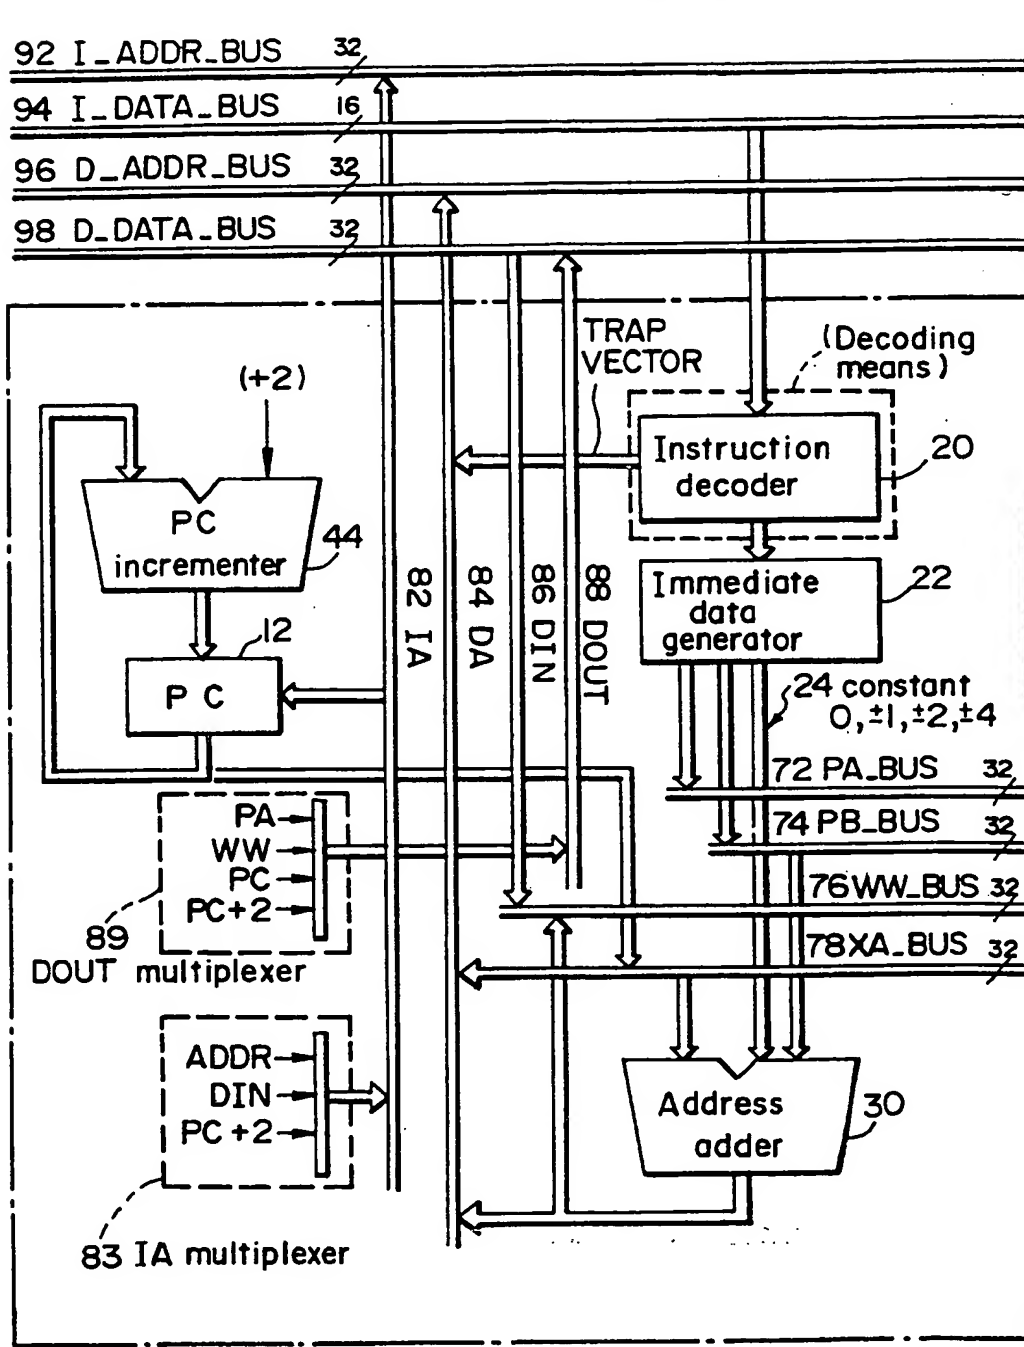 92 I_ADDR_BUS 32
94 I_DATA_BUS 16
96 D_ADDR_BUS 32
98 D_DATA_BUS 32
TRAP
VECTOR
(Decoding
means)
(+2)
Instruction
decoder
20
PC
incrementer
44
82 IA
84 DA
86 DIN
88 DOUT
Immediate
data
generator
22
12
PC
24 constant
0,±1,±2,±4
72 PA_BUS 32
74 PB_BUS 32
76 WW_BUS 32
78 XA_BUS 32
PA
WW
PC
PC+2
89
DOUT multiplexer
ADDR
DIN
PC+2
83 IA multiplexer
Address
adder
30